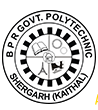 B P R GOVT. POLYTECHNIC
SHERGARH (KAITHAL)